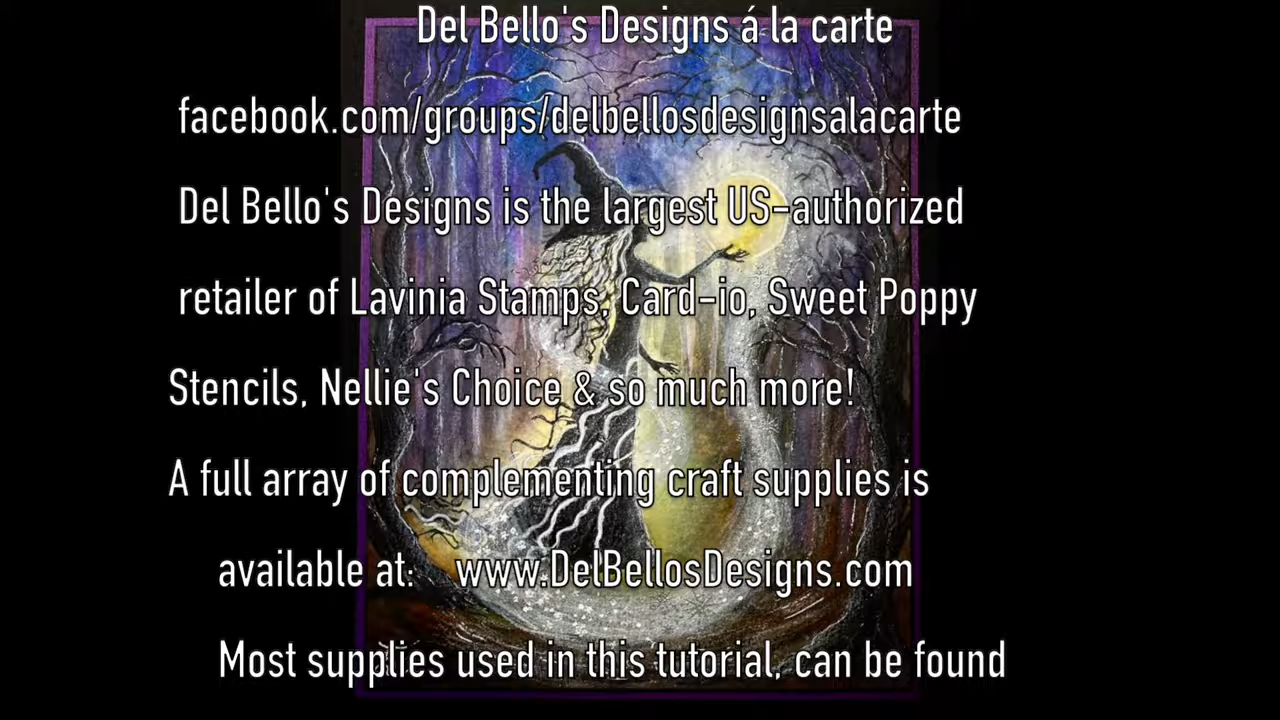 Del Bello's Designs á la carte
facebook.com/groups/delbellosdesignsalacarte
Del Bello's Designs is the largest US-authorized
retailer of Lavinia Stamps, Card-io, Sweet Poppy
Stencils, Nellie's Choice & so much more!
A full array of complementing craft supplies is
available at: www.DelBellosDesigns.com
Most supplies used in this tutorial, can be found